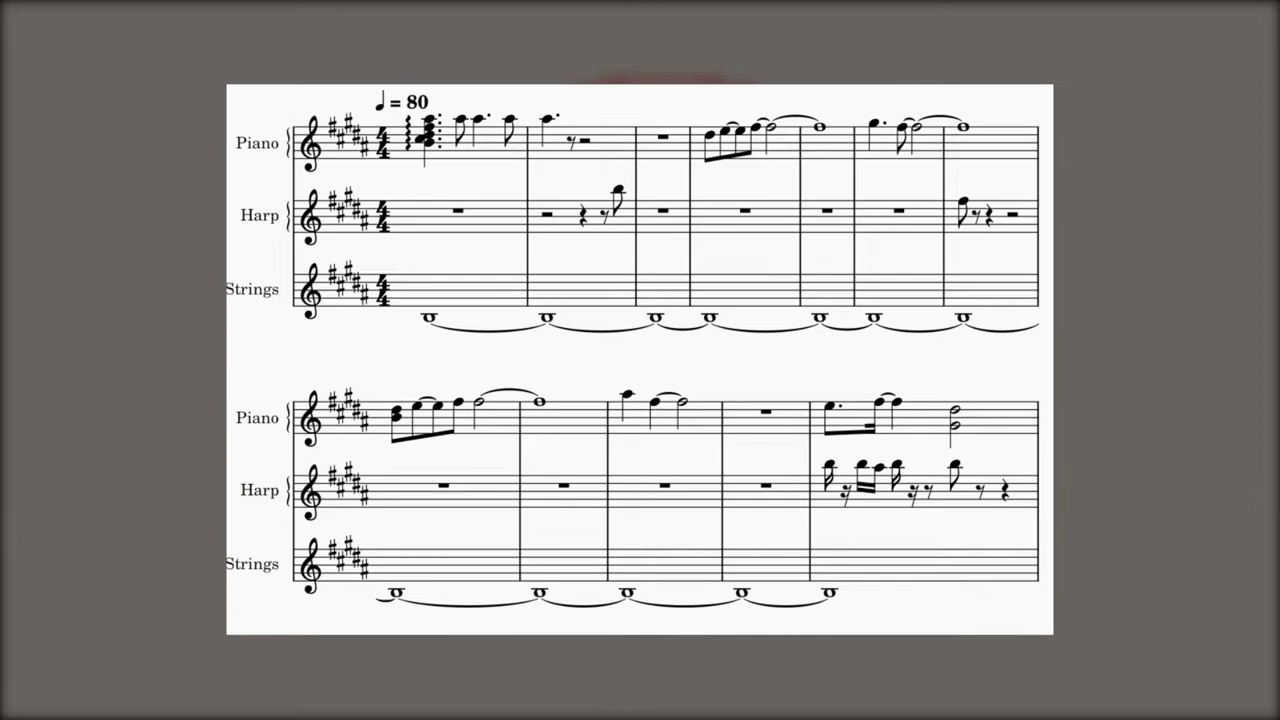 ♩ = 80
Piano
Harp
Strings
Piano
Harp
Strings